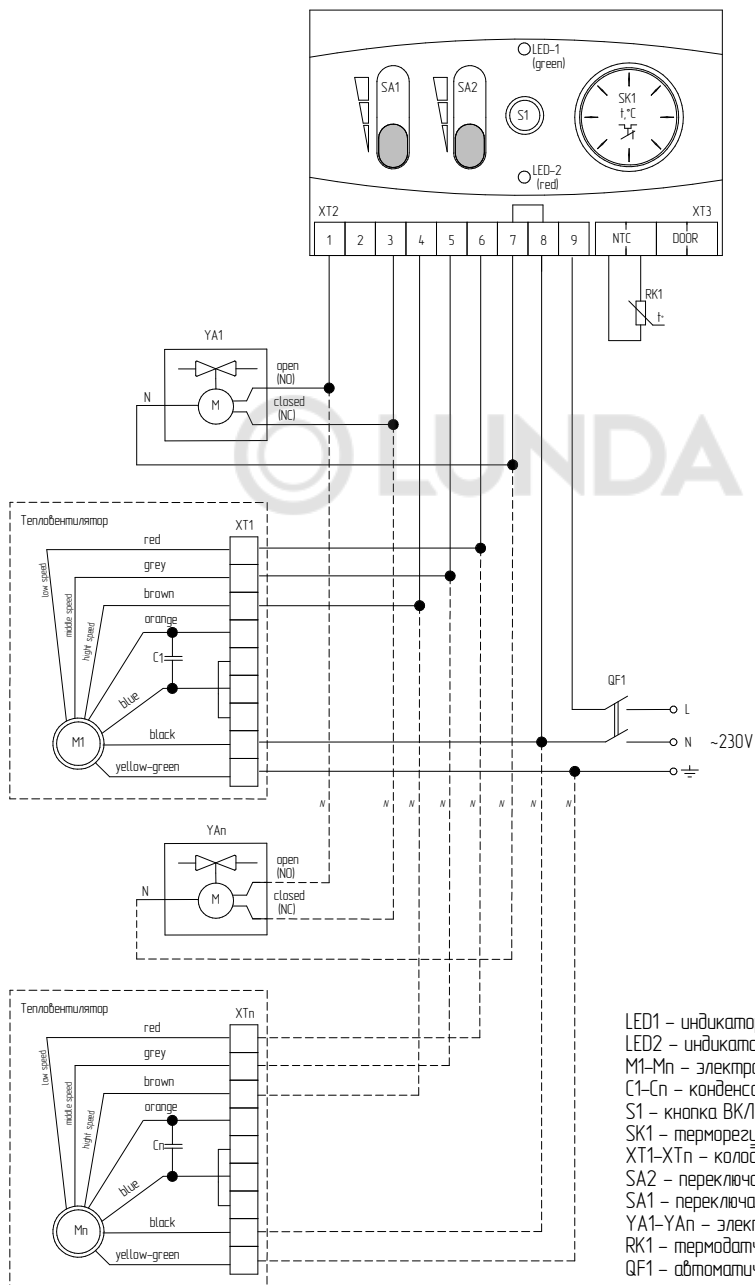 LED-1
(green)
SA1
SA2
S1
SK1
t,°C
LED-2
(red)
XT2
XT3
1 2 3 4 5 6 7 8 9 NTC DOOR
RK1
t°
YA1
open
(NO)
N
M
closed
(NC)
LUNDA
Тепловентилятор
XT1
red
grey
brown
orange
low speed
middle speed
hight speed
C1
blue
M1
black
yellow-green
QF1
L
N ~230V
N N N N N N N N
YAn
open
(NO)
N
M
closed
(NC)
Тепловентилятор
XTn
red
grey
brown
orange
low speed
middle speed
hight speed
Cn
blue
Mn
black
yellow-green
LED1 – индикато
LED2 – индикато
M1-Mn – электро
C1-Cn – конденсо
S1 – кнопка ВКЛ
SK1 – терморегу
XT1-XTn – колод
SA2 – переключа
SA1 – переключа
YA1-YAn – элект
RK1 – термодатч
QF1 – автоматич